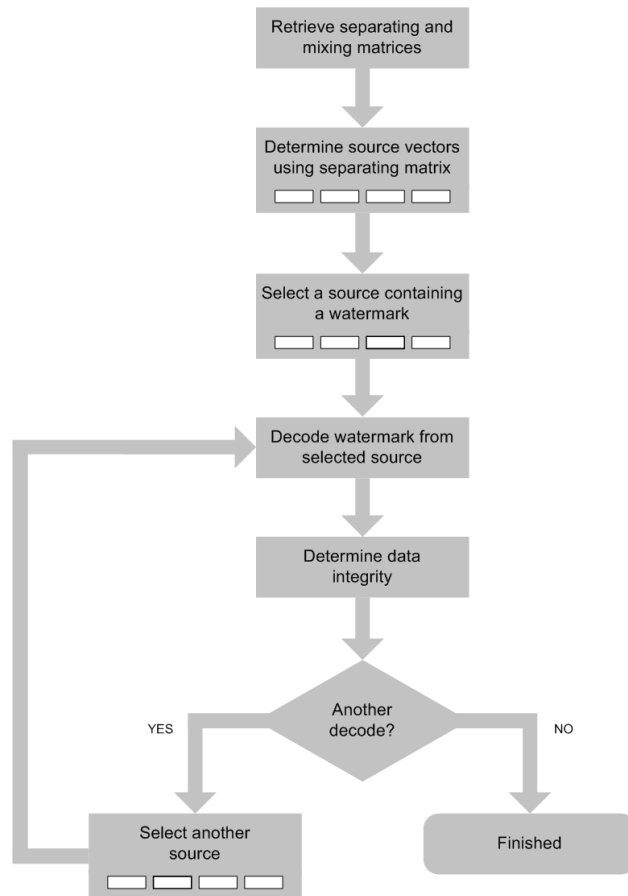 Retrieve separating and
mixing matrices
Determine source vectors
using separating matrix
Select a source containing
a watermark
Decode watermark from
selected source
Determine data
integrity
Another
decode?
YES
NO
Select another
source
Finished